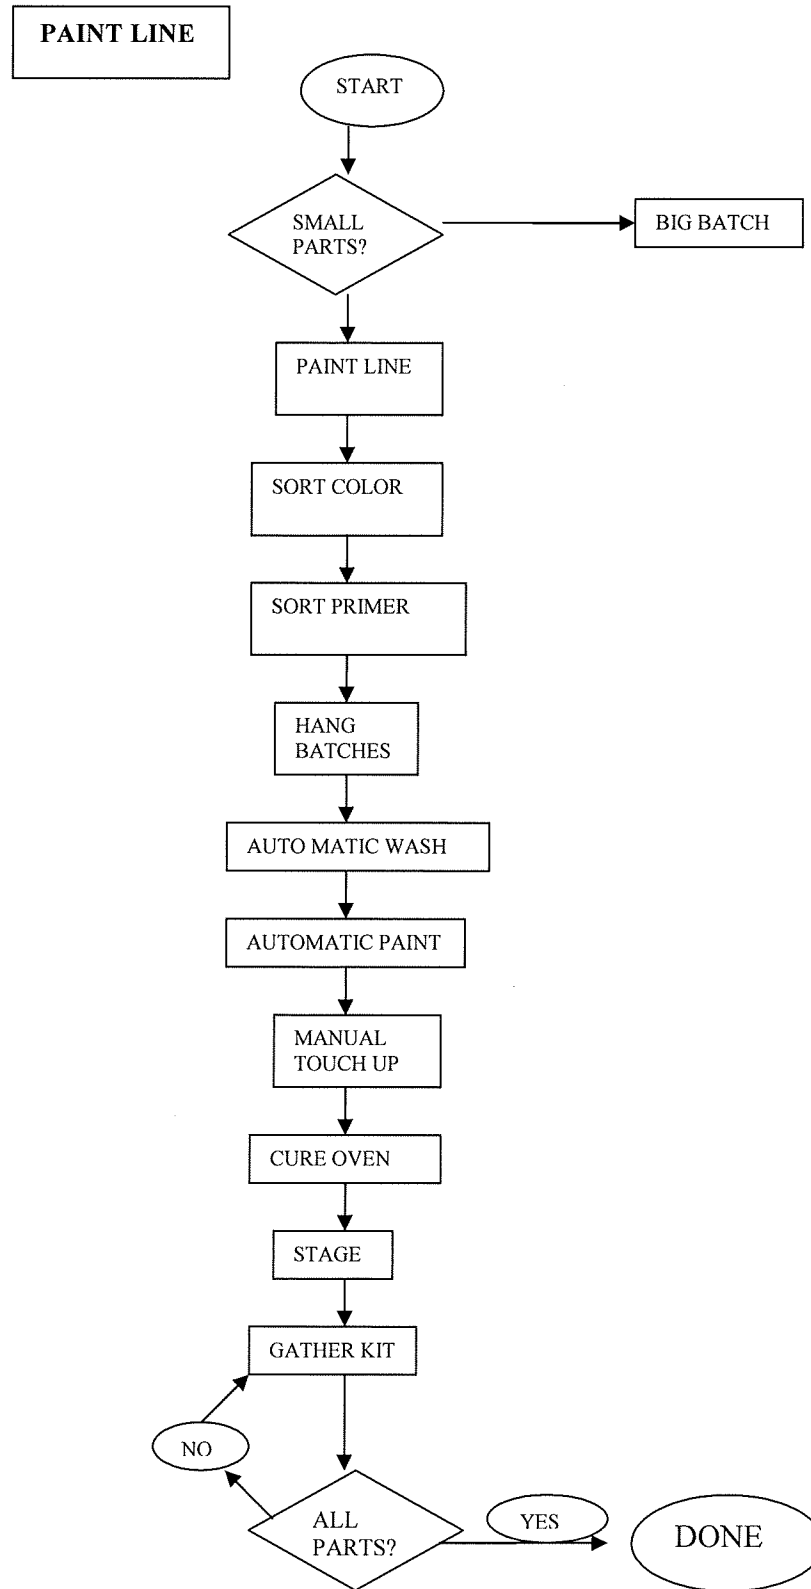 PAINT LINE
START
SMALL
PARTS?
BIG BATCH
PAINT LINE
SORT COLOR
SORT PRIMER
HANG
BATCHES
AUTO MATIC WASH
AUTOMATIC PAINT
MANUAL
TOUCH UP
CURE OVEN
STAGE
GATHER KIT
NO
ALL
PARTS?
YES
DONE